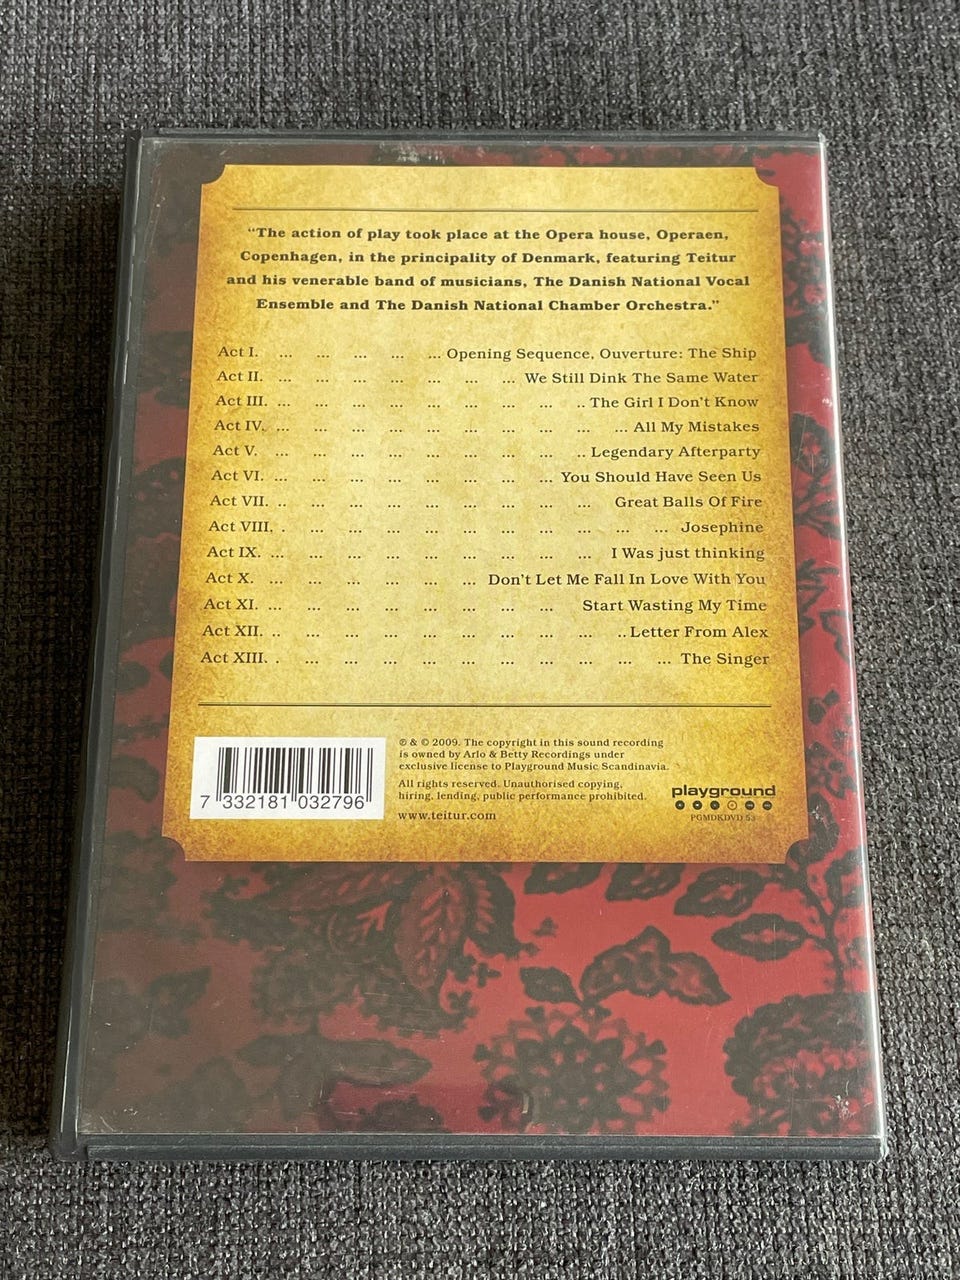 “The action of play took place at the Opera house, Operaen,
Copenhagen, in the principality of Denmark, featuring Teitur
and his venerable band of musicians, The Danish National Vocal
Ensemble and The Danish National Chamber Orchestra.”
Act I. ... ... ... ... ... Opening Sequence, Ouverture: The Ship
Act II. ... ... ... ... ... ... ... We Still Dink The Same Water
Act III. ... ... ... ... ... ... ... ... .. The Girl I Don't Know
Act IV. ... ... ... ... ... ... ... ... ... ... All My Mistakes
Act V. ... ... ... ... ... ... ... ... .. Legendary Afterparty
Act VI. ... ... ... ... ... ... ... ... You Should Have Seen Us
Act VII. .. ... ... ... ... ... ... ... ... Great Balls Of Fire
Act VIII. . ... ... ... ... ... ... ... ... ... ... Josephine
Act IX. ... ... ... ... ... ... ... ... ... I Was just thinking
Act X. ... ... ... ... ... ... Don't Let Me Fall In Love With You
Act XI. ... ... ... ... ... ... ... ... Start Wasting My Time
Act XII. .. ... ... ... ... ... ... ... ... .. Letter From Alex
Act XIII. . ... ... ... ... ... ... ... ... ... ... The Singer
7 332181 032796
℗ & © 2009. The copyright in this sound recording
is owned by Arlo & Betty Recordings under
exclusive license to Playground Music Scandinavia.
All rights reserved. Unauthorised copying,
hiring, lending, public performance prohibited.
www.teitur.com
playground
PGMDKDVD 53